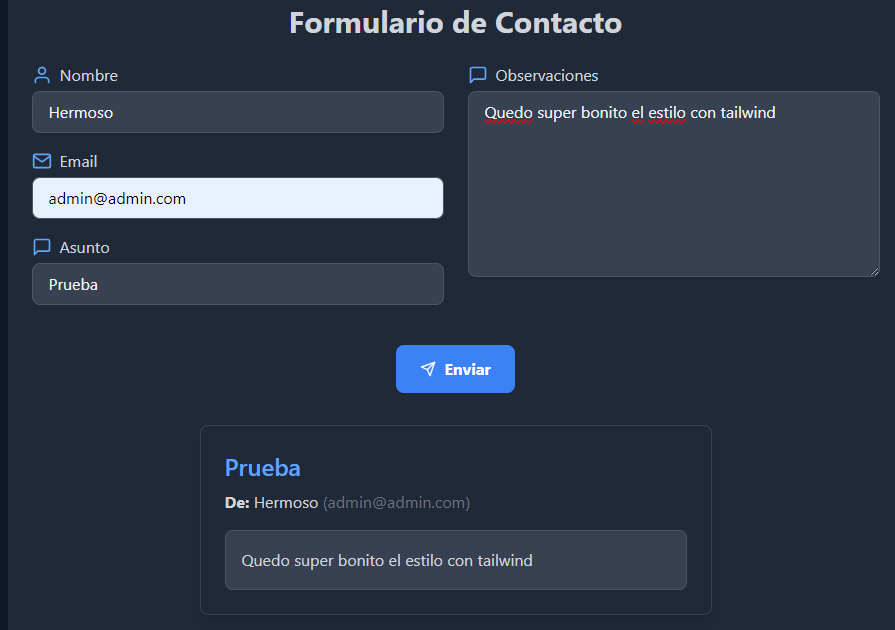 Formulario de Contacto
Nombre
Hermoso
Email
admin@admin.com
Asunto
Prueba
Observaciones
Quedo super bonito el estilo con tailwind
Enviar
Prueba
De: Hermoso (admin@admin.com)
Quedo super bonito el estilo con tailwind